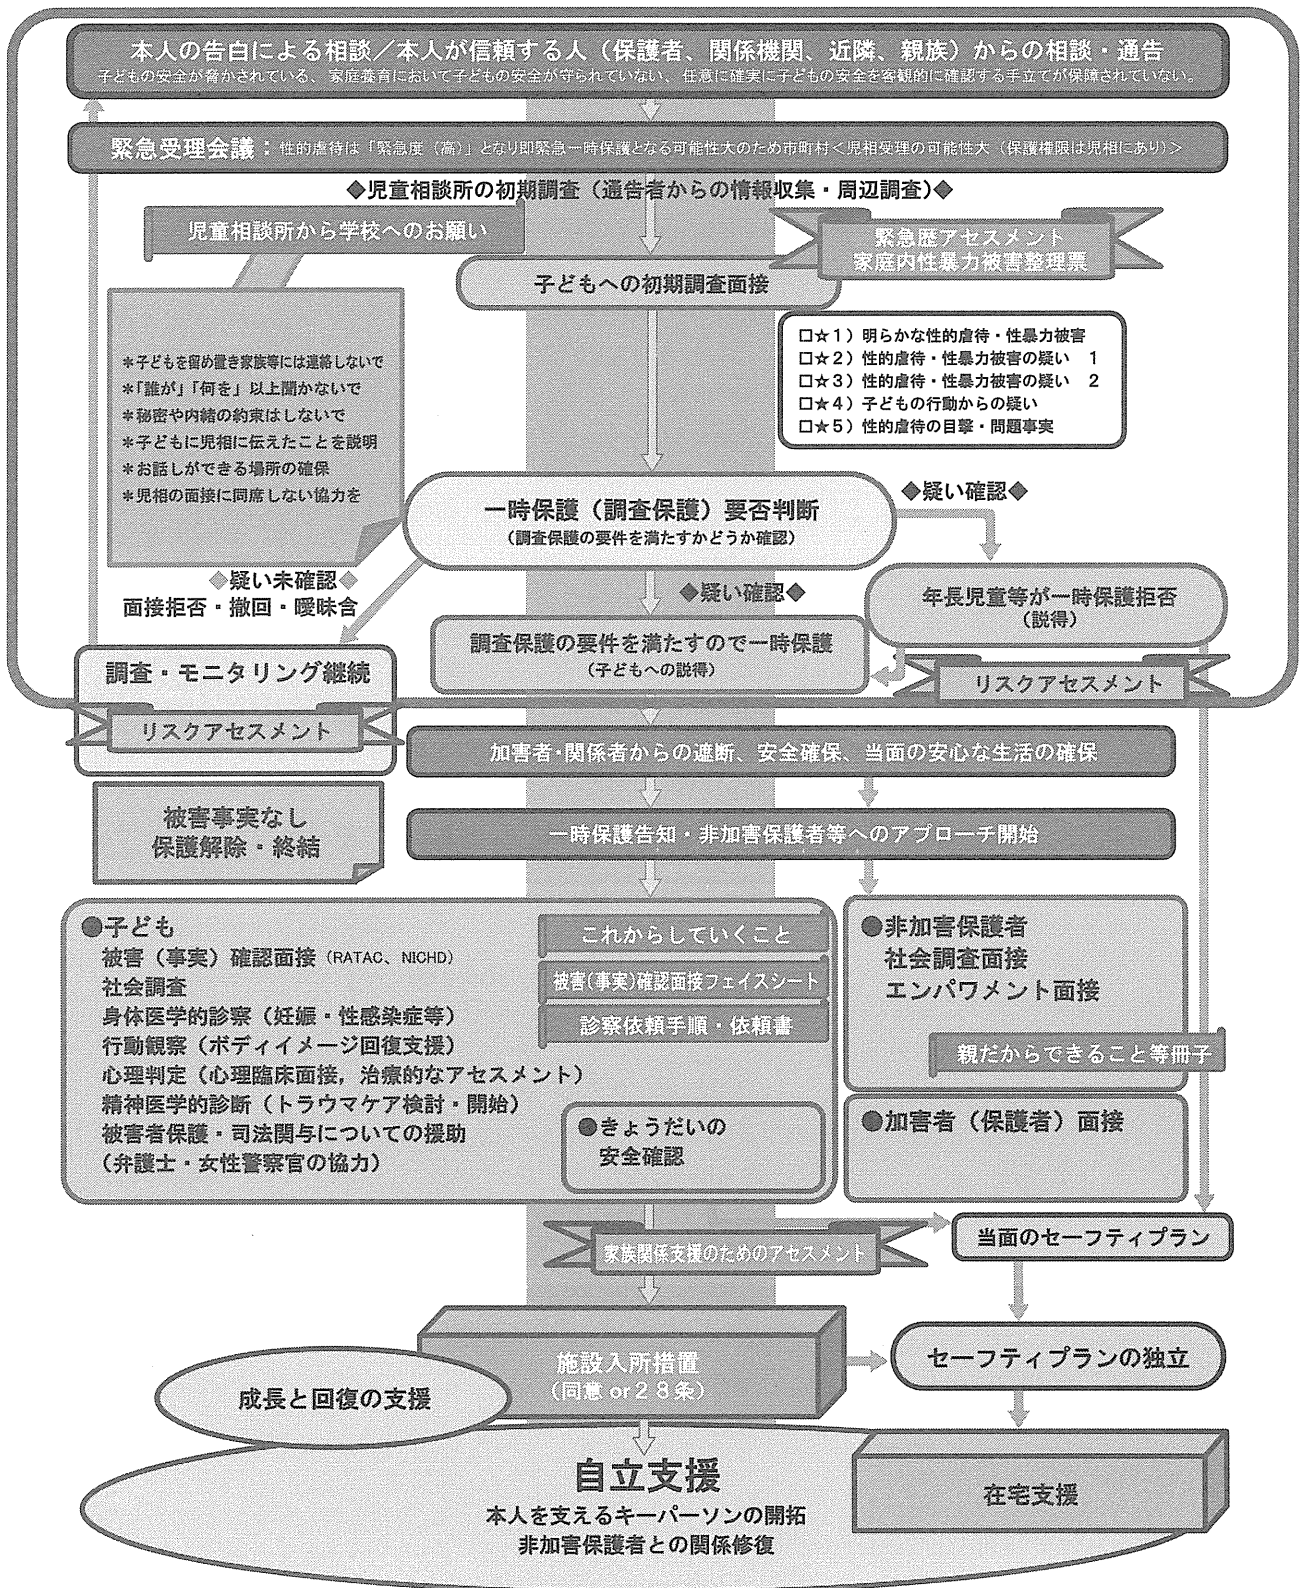 本人の告白による相談／本人が信頼する人（保護者、関係機関、近隣、親族）からの相談・通告
子どもの安全が脅かされている、家庭養育において子どもの安全が守られていない、任意に確実に子どもの安全を客観的に確認する手立てが保障されていない。
緊急受理会議：性的虐待は「緊急度（高）」となり即緊急一時保護となる可能性大のため市町村＜児相受理の可能性大（保護権限は児相にあり）＞
◆児童相談所の初期調査（通告者からの情報収集・周辺調査）◆
児童相談所から学校へのお願い
緊急歴アセスメント
家庭内性暴力被害整理票
子どもへの初期調査面接
＊子どもを留め置き家族等には連絡しないで
＊「誰が」「何を」以上聞かないで
＊秘密や内緒の約束はしないで
＊子どもに児相に伝えたことを説明
＊お話しができる場所の確保
＊児相の面接に同席しない協力を
□☆１）明らかな性的虐待・性暴力被害
□☆２）性的虐待・性暴力被害の疑い　１
□☆３）性的虐待・性暴力被害の疑い　２
□☆４）子どもの行動からの疑い
□☆５）性的虐待の目撃・問題事実
一時保護（調査保護）要否判断
（調査保護の要件を満たすかどうか確認）
◆疑い確認◆
◆疑い未確認◆
面接拒否・撤回・曖昧含
◆疑い確認◆
年長児童等が一時保護拒否
（説得）
調査保護の要件を満たすので一時保護
（子どもへの説得）
調査・モニタリング継続
リスクアセスメント
リスクアセスメント
加害者・関係者からの遮断、安全確保、当面の安心な生活の確保
被害事実なし
保護解除・終結
一時保護告知・非加害保護者等へのアプローチ開始
●子ども
被害（事実）確認面接（RATAC、NICHD）
社会調査
身体医学的診察（妊娠・性感染症等）
行動観察（ボディイメージ回復支援）
心理判定（心理臨床面接，治療的なアセスメント）
精神医学的診断（トラウマケア検討・開始）
被害者保護・司法関与についての援助
（弁護士・女性警察官の協力）
これからしていくこと
被害（事実）確認面接フェイスシート
診察依頼手順・依頼書
●きょうだいの
安全確認
●非加害保護者
社会調査面接
エンパワメント面接
親だからできること等冊子
●加害者（保護者）面接
家族関係支援のためのアセスメント
当面のセーフティプラン
施設入所措置
（同意 or２８条）
セーフティプランの独立
成長と回復の支援
自立支援
本人を支えるキーパーソンの開拓
非加害保護者との関係修復
在宅支援